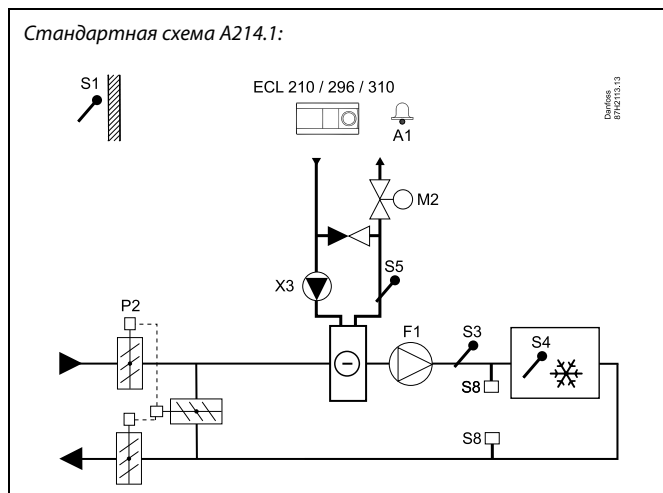 Стандартная схема A214.1:
S1
ECL 210 / 296 / 310
A1
Danfoss
87H2113.13
M2
S5
X3
P2
F1
S3
S4
S8
S8